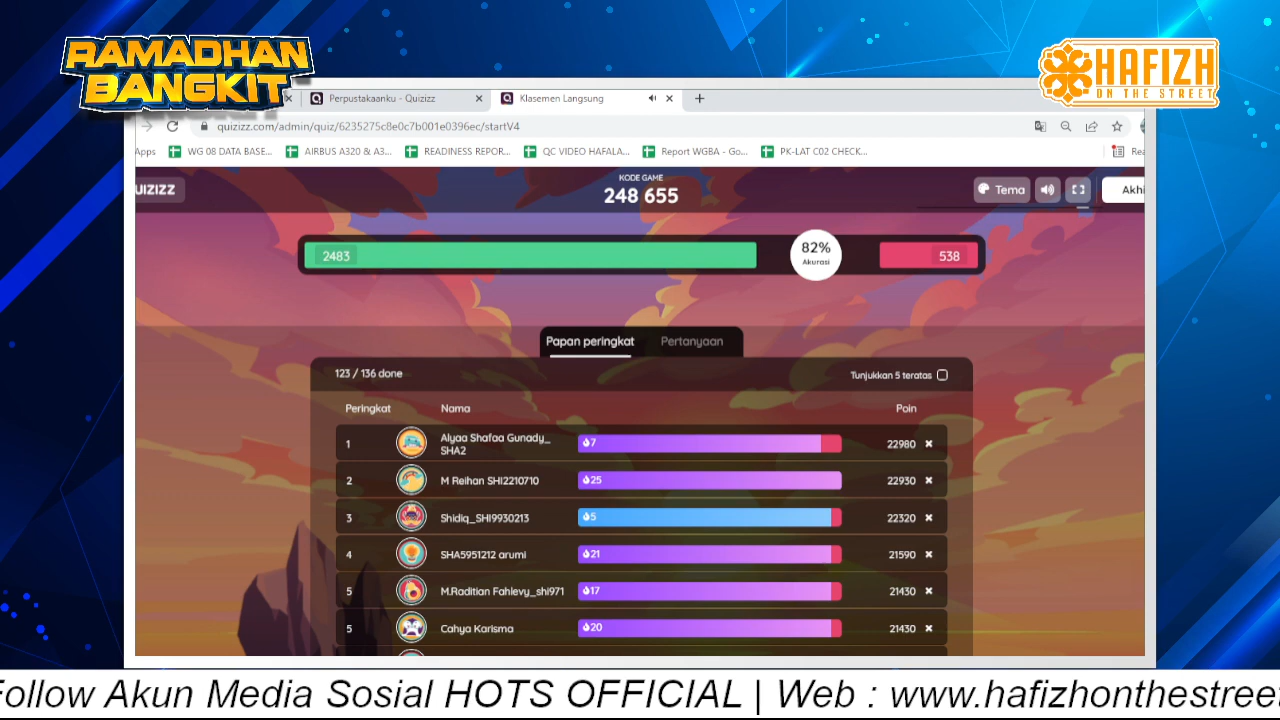 RAMADHAN
BANGKIT
HAFIZH
ON THE STREET
Perpustakaanku - Quizizz
Klasemen Langsung
quizizz.com/admin/quiz/6235275c8e0c7b001e0396ec/startV4
Apps
WG 08 DATA BASE...
AIRBUS A320 & A3...
READINESS REPOR...
QC VIDEO HAFALA...
Report WGBA - Go...
PK-LAT C02 CHECK...
Rea
UIZIZZ
KODE GAME
248 655
Tema
Akhi
2483
82%
Akurasi
538
Papan peringkat
Pertanyaan
123 / 136 done
Tunjukkan 5 teratas
Peringkat Nama Poin
1 Alyaa Shafaa Gunady_
SHA2
7 22980
2 M Reihan SHI2210710 25 22930
3 Shidiq_SHI9930213 5 22320
4 SHA5951212 arumi 21 21590
5 M.Raditian Fahlevy_shi971 17 21430
5 Cahya Karisma 20 21430
Follow Akun Media Sosial HOTS OFFICIAL | Web : www.hafizhonthestreet